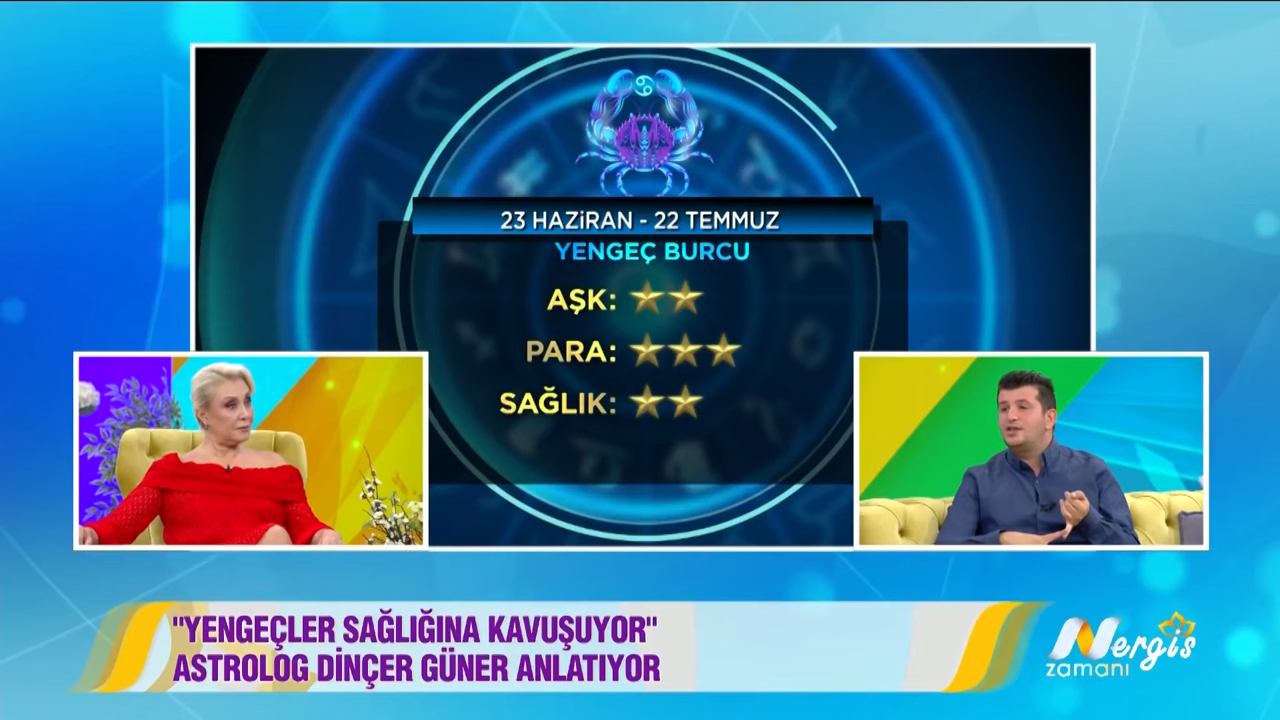 23 HAZiRAN - 22 TEMMUZ
YENGEÇ BURCU
AŞK:
PARA:
SAĞLIK:
"YENGEÇLER SAĞLIĞINA KAVUŞUYOR"
ASTROLOG DİNÇER GÜNER ANLATIYOR
Nergis
zamanı